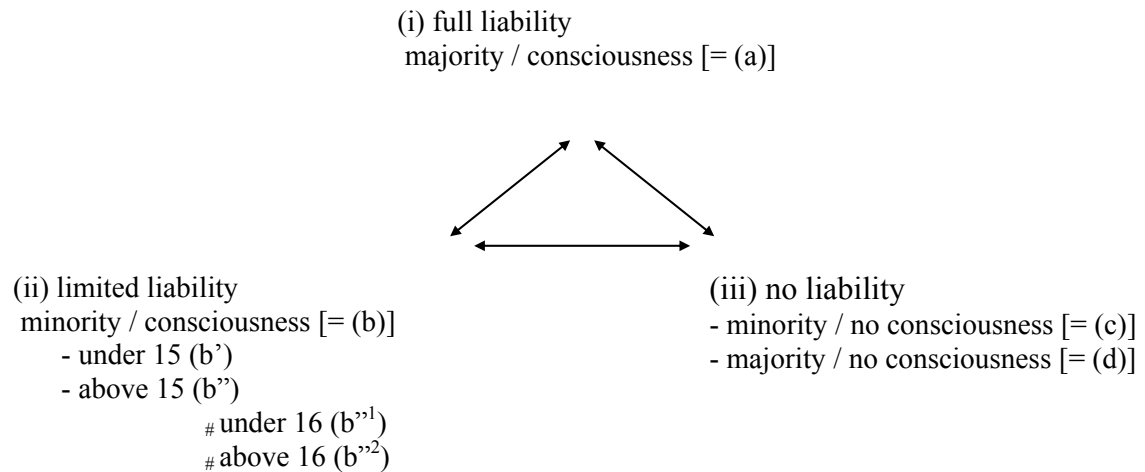 (i) full liability
majority / consciousness [= (a)]
(ii) limited liability
minority / consciousness [= (b)]
- under 15 (b’)
- above 15 (b’’)
# under 16 (b’’¹)
# above 16 (b’’²)
(iii) no liability
- minority / no consciousness [= (c)]
- majority / no consciousness [= (d)]